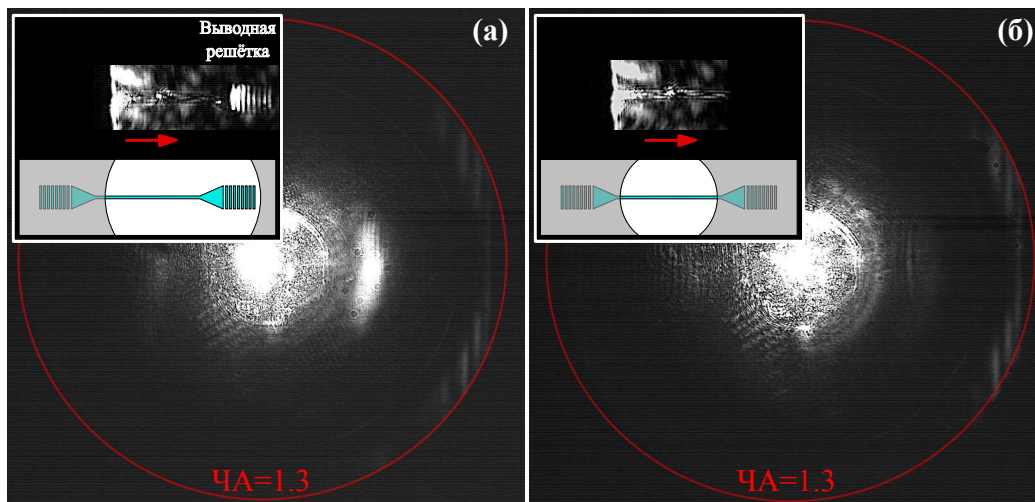 Выводная
решётка
(а)
(б)
ЧА=1.3
ЧА=1.3